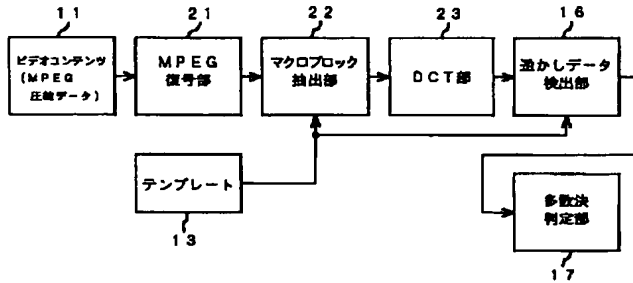 11
21
22
23
16
ビデオコンテンツ
(MPEG
圧縮データ)
MPEG
復号部
マクロブロック
抽出部
DCT部
透かしデータ
検出部
テンプレート
13
多数決
判定部
17